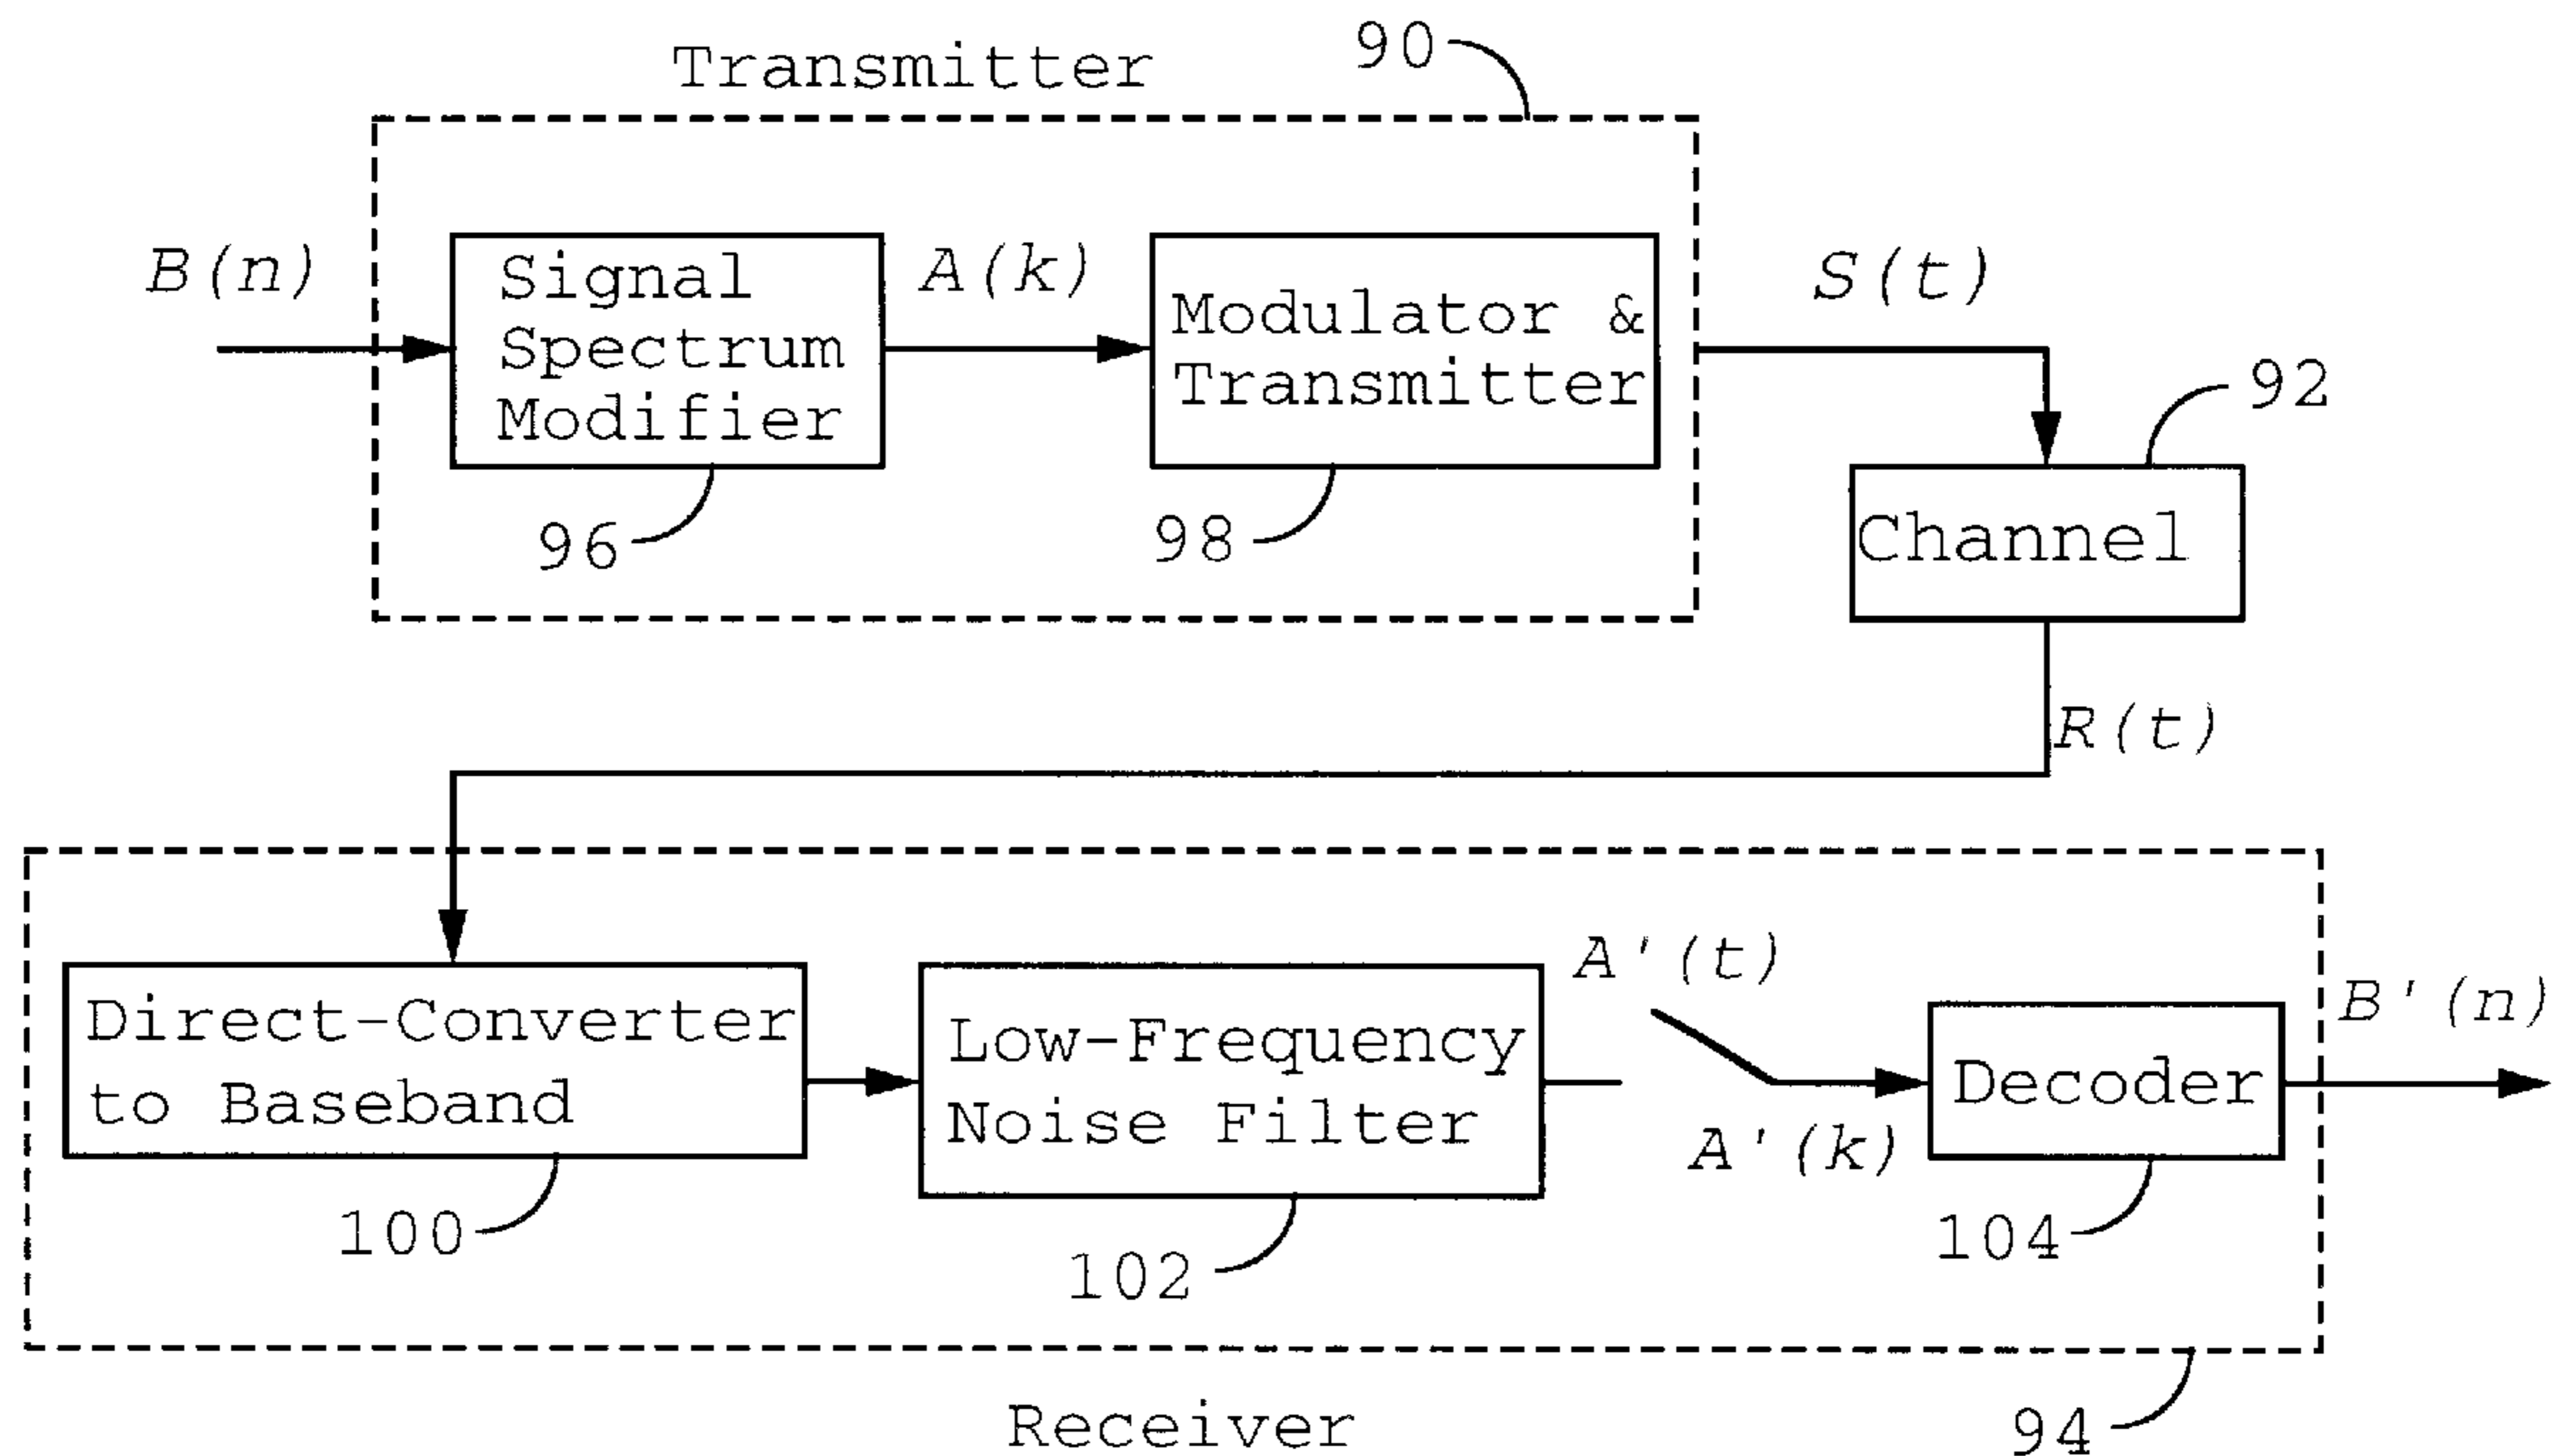 Transmitter
90
B(n)
Signal
Spectrum
Modifier
96
A(k)
Modulator &
Transmitter
98
S(t)
92
Channel
R(t)
Direct-Converter
to Baseband
100
Low-Frequency
Noise Filter
102
A'(t)
A'(k)
Decoder
104
B'(n)
Receiver
94